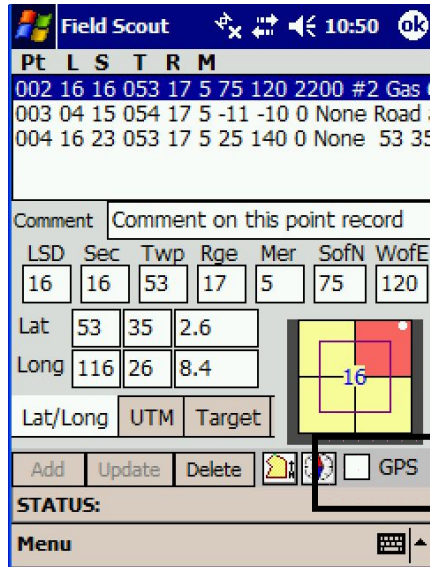 Field Scout 10:50 ok
Pt L S T R M
002 16 16 053 17 5 75 120 2200 #2 Gas
003 04 15 054 17 5 -11 -10 0 None Road
004 16 23 053 17 5 25 140 0 None 53 35
Comment Comment on this point record
LSD Sec Twp Rge Mer SofN WofE
16 16 53 17 5 75 120
Lat 53 35 2.6
Long 116 26 8.4
16
Lat/Long UTM Target
Add Update Delete GPS
STATUS:
Menu